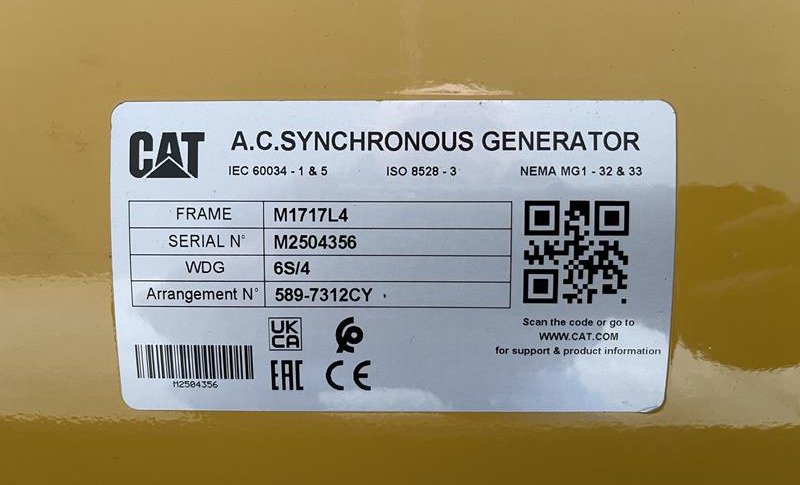 CAT
A.C.SYNCHRONOUS GENERATOR
IEC 60034 - 1 & 5 ISO 8528 - 3 NEMA MG1 - 32 & 33
FRAME M1717L4
SERIAL N° M2504356
WDG 6S/4
Arrangement N° 589-7312CY
Scan the code or go to
WWW.CAT.COM
for support & product information
UK
CA
EAC CE
M2504356